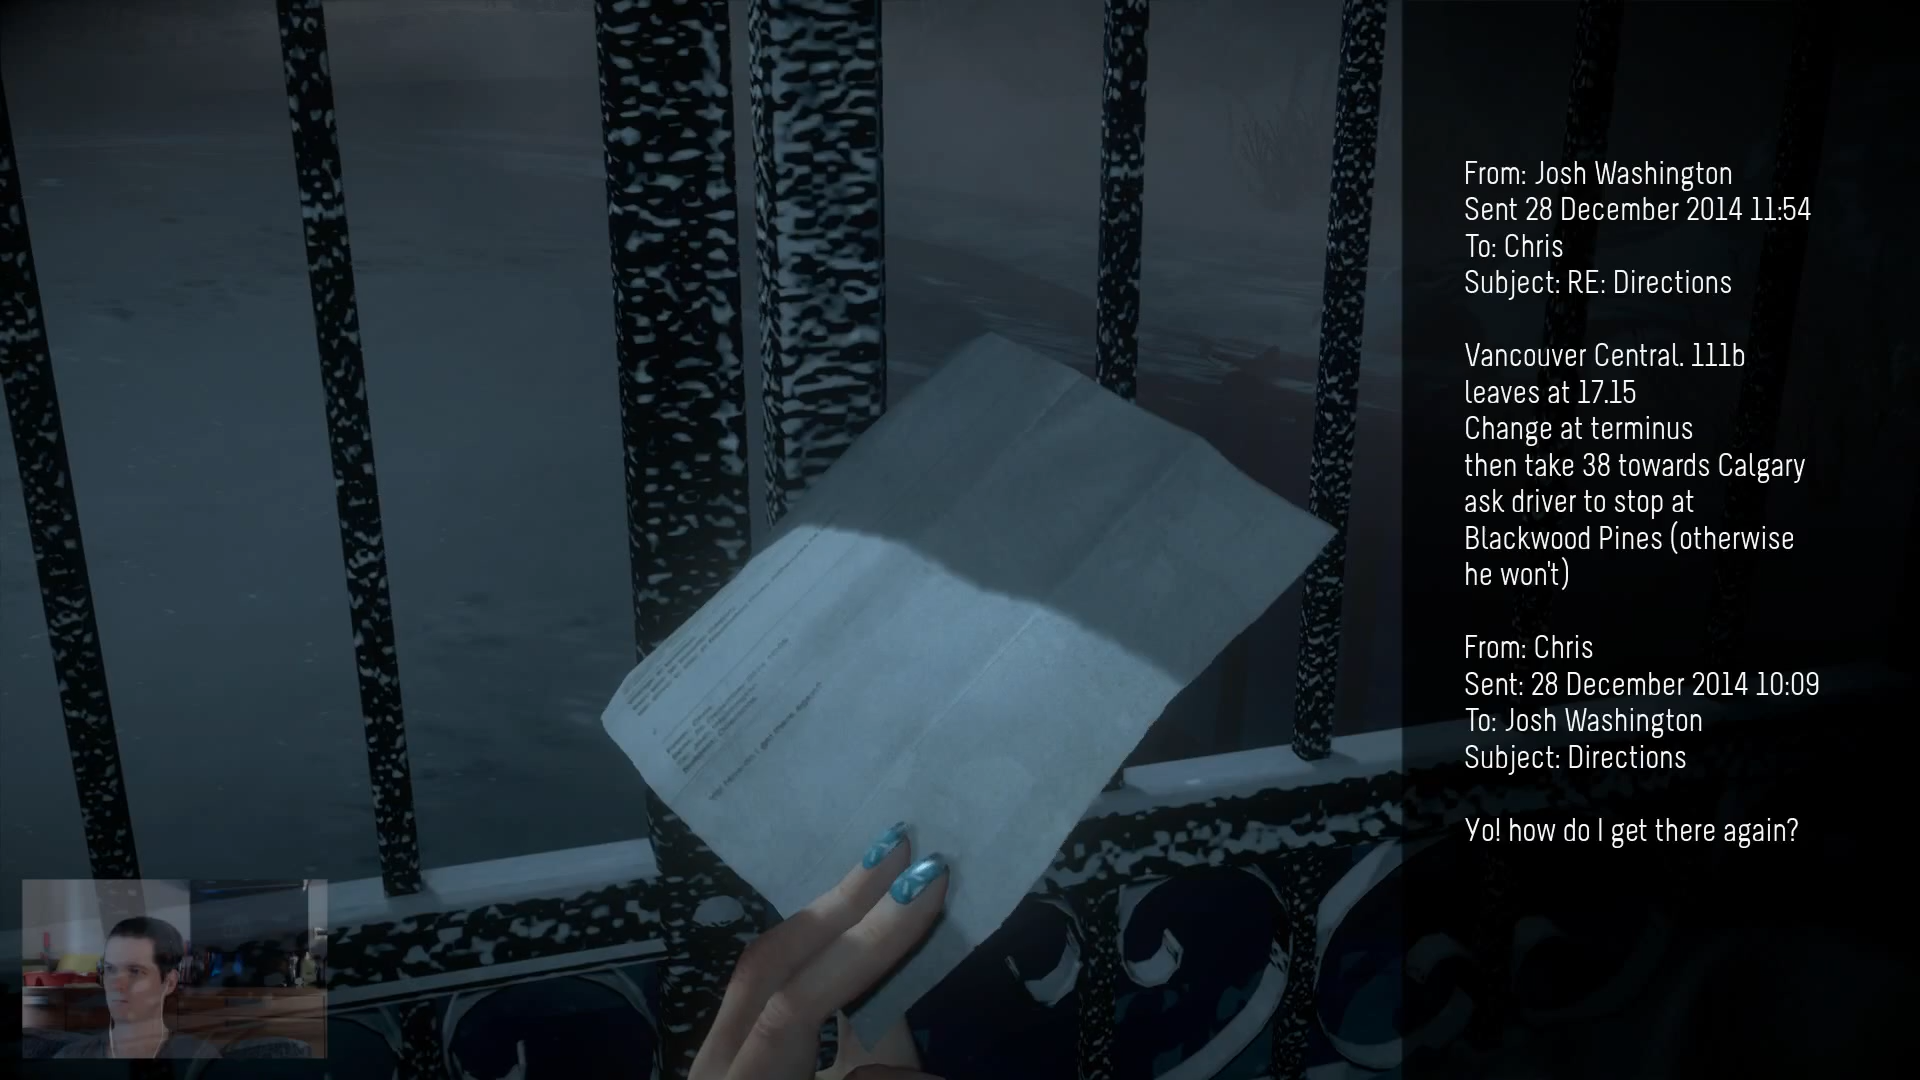 From: Josh Washington
Sent 28 December 2014 11:54
To: Chris
Subject: RE: Directions
Vancouver Central. 111b
leaves at 17.15
Change at terminus
then take 38 towards Calgary
ask driver to stop at
Blackwood Pines (otherwise
he won't)
From: Chris
Sent: 28 December 2014 10:09
To: Josh Washington
Subject: Directions
Yo! how do I get there again?